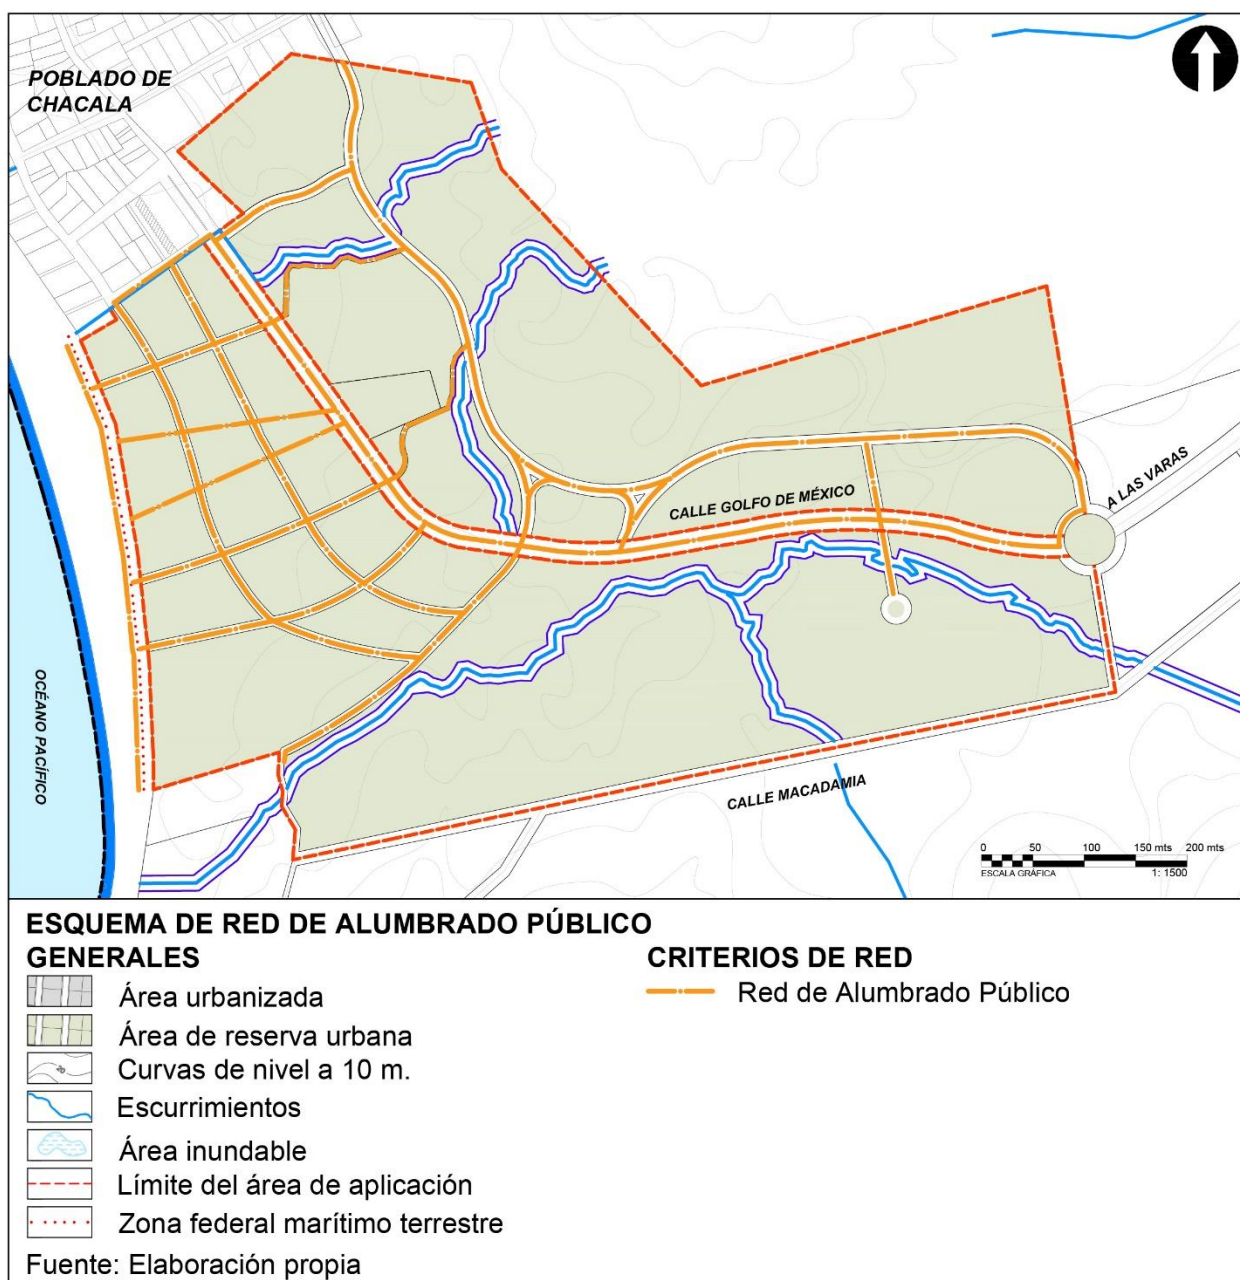 POBLADO DE
CHACALA
A LAS VARAS
CALLE GOLFO DE MÉXICO
OCÉANO PACÍFICO
CALLE MACADAMIA
0 50 100 150 mts 200 mts
ESCALA GRÁFICA 1: 1500
ESQUEMA DE RED DE ALUMBRADO PÚBLICO
GENERALES
Área urbanizada
Área de reserva urbana
20
Curvas de nivel a 10 m.
Escurrimientos
Área inundable
Límite del área de aplicación
Zona federal marítimo terrestre
Fuente: Elaboración propia
CRITERIOS DE RED
Red de Alumbrado Público